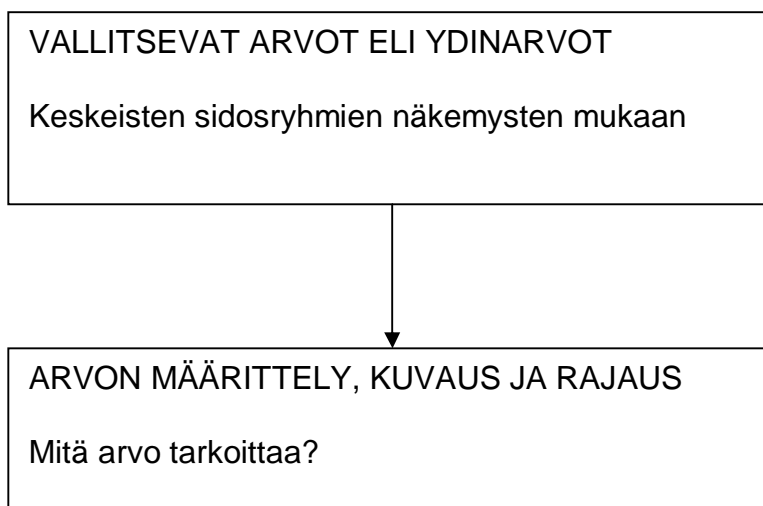 VALLITSEVAT ARVOT ELI YDINARVOT
Keskeisten sidosryhmien näkemysten mukaan
ARVON MÄÄRITTELY, KUVAUS JA RAJAUS
Mitä arvo tarkoittaa?